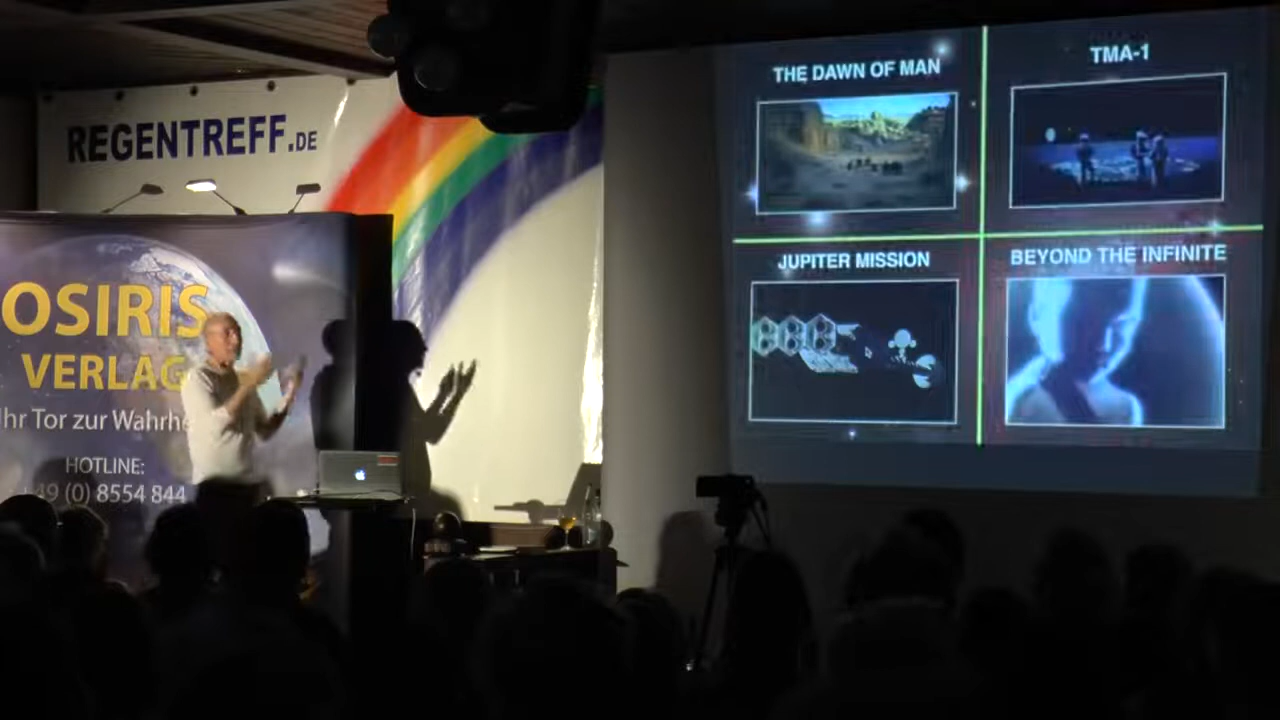 REGENTREFF.DE
OSIRIS
VERLAG
Ihr Tor zur
HOTLINE:
49 (0) 8554 844
THE DAWN OF MAN
TMA-1
JUPITER MISSION
BEYOND THE INFINITE